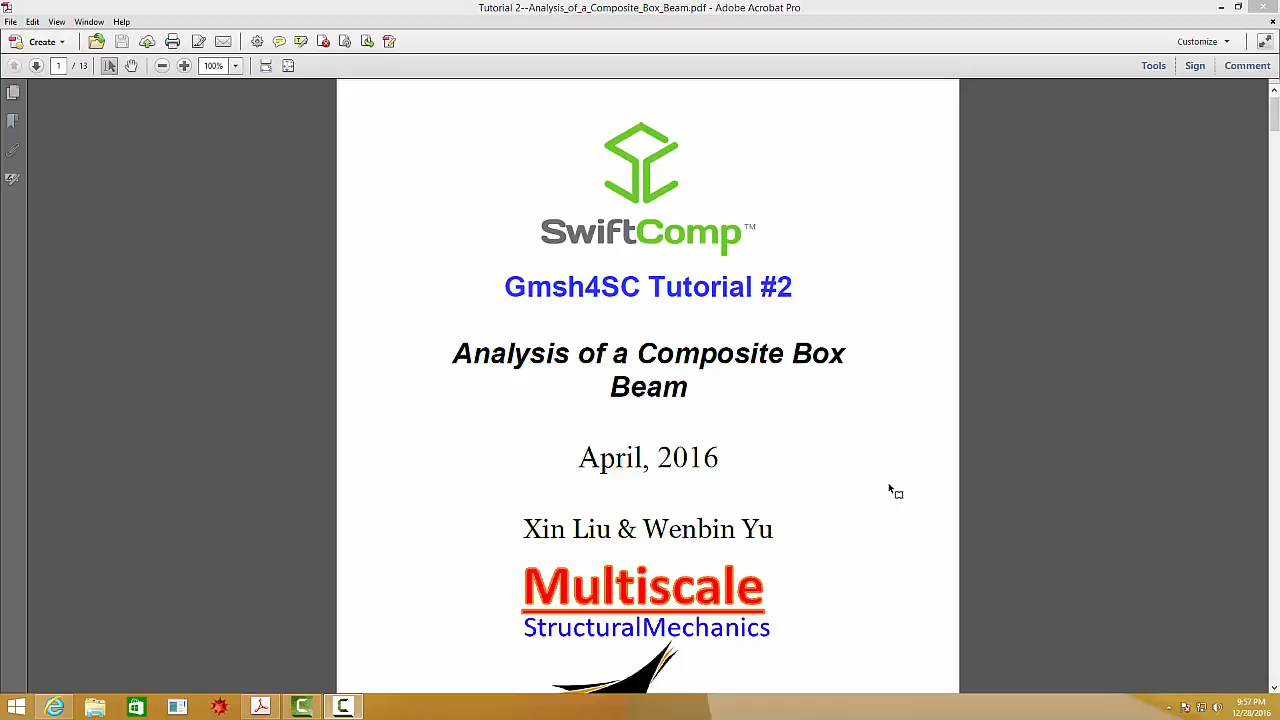 Tutorial 2--Analysis_of_a_Composite_Box_Beam.pdf - Adobe Acrobat Pro
File Edit View Window Help
Create Customize
1 / 13 100% Tools Sign Comment
SwiftComp™
Gmsh4SC Tutorial #2
Analysis of a Composite Box
Beam
April, 2016
Xin Liu & Wenbin Yu
Multiscale
StructuralMechanics
9:57 PM
12/28/2016